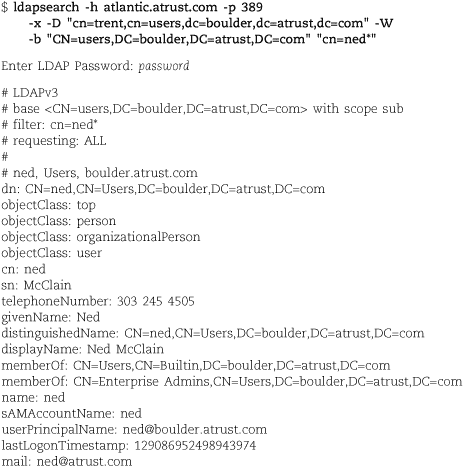 $ ldapsearch -h atlantic.atrust.com -p 389
-x -D "cn=trent,cn=users,dc=boulder,dc=atrust,dc=com" -W
-b "CN=users,DC=boulder,DC=atrust,DC=com" "cn=ned*"
Enter LDAP Password: password
# LDAPv3
# base <CN=users,DC=boulder,DC=atrust,DC=com> with scope sub
# filter: cn=ned*
# requesting: ALL
#
# ned, Users, boulder.atrust.com
dn: CN=ned,CN=Users,DC=boulder,DC=atrust,DC=com
objectClass: top
objectClass: person
objectClass: organizationalPerson
objectClass: user
cn: ned
sn: McClain
telephoneNumber: 303 245 4505
givenName: Ned
distinguishedName: CN=ned,CN=Users,DC=boulder,DC=atrust,DC=com
displayName: Ned McClain
memberOf: CN=Users,CN=Builtin,DC=boulder,DC=atrust,DC=com
memberOf: CN=Enterprise Admins,CN=Users,DC=boulder,DC=atrust,DC=com
name: ned
sAMAccountName: ned
userPrincipalName: ned@boulder.atrust.com
lastLogonTimestamp: 129086952498943974
mail: ned@atrust.com